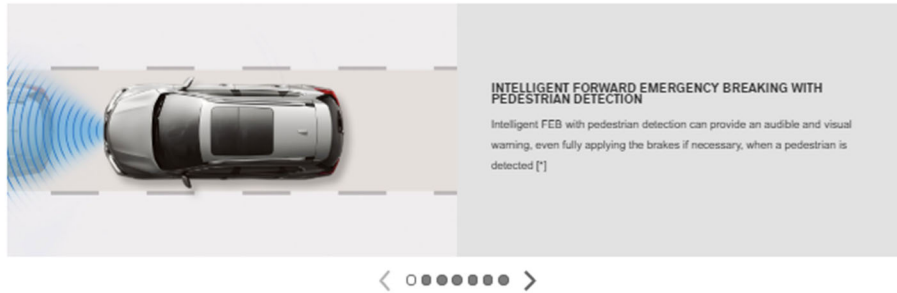 INTELLIGENT FORWARD EMERGENCY BREAKING WITH
PEDESTRIAN DETECTION
Intelligent FEB with pedestrian detection can provide an audible and visual
warning, even fully applying the brakes if necessary, when a pedestrian is
detected [*]